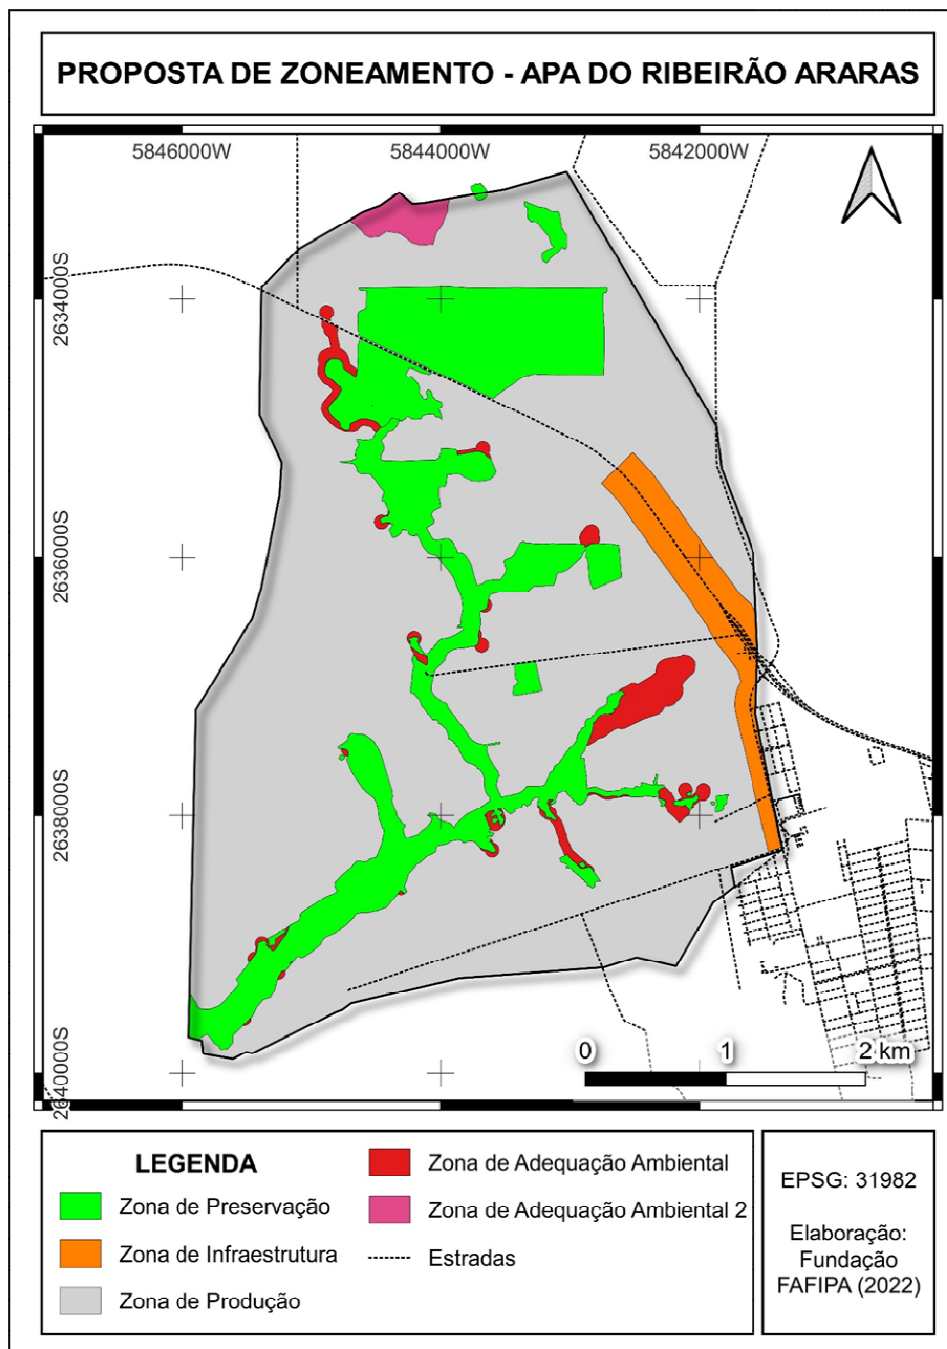 PROPOSTA DE ZONEAMENTO - APA DO RIBEIRÃO ARARAS
5846000W
5844000W
5842000W
2634000S
2636000S
2638000S
2640000S
0
1
2 km
LEGENDA
Zona de Preservação
Zona de Infraestrutura
Zona de Produção
Zona de Adequação Ambiental
Zona de Adequação Ambiental 2
Estradas
EPSG: 31982
Elaboração:
Fundação
FAFIPA (2022)